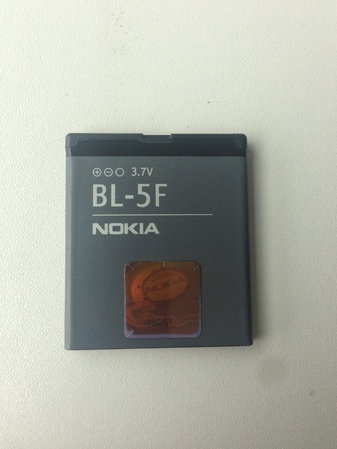 ⊕⊖○ 3.7V
BL-5F
NOKIA